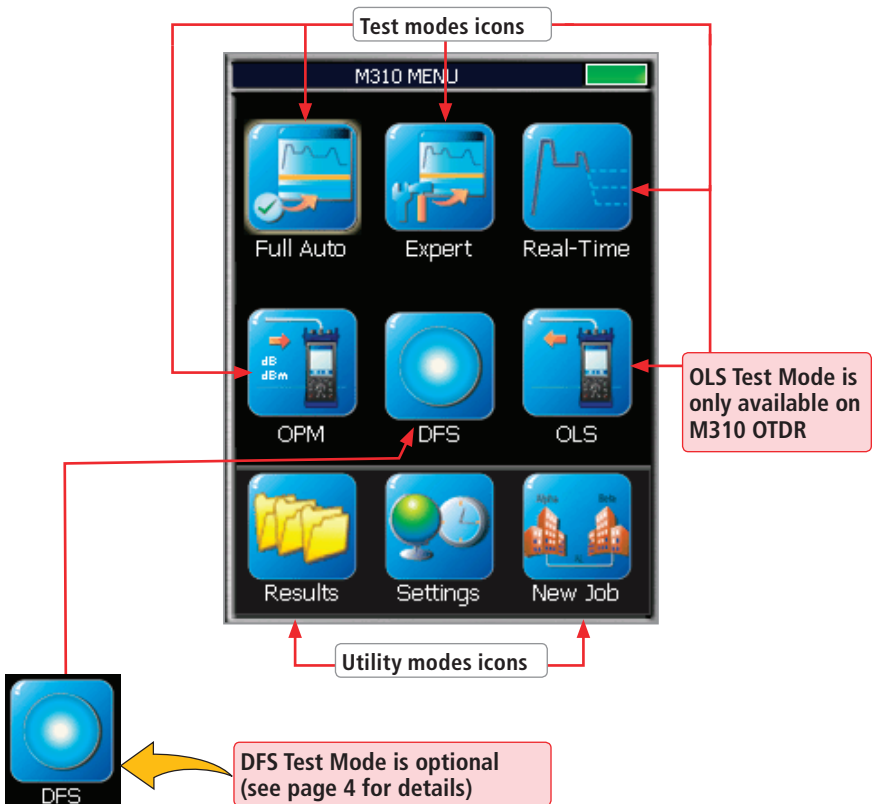 Test modes icons
M310 MENU
Full Auto
Expert
Real-Time
dB
dBm
OPM
DFS
OLS
OLS Test Mode is
only available on
M310 OTDR
Alpha
Beta
Results
Settings
New Job
Utility modes icons
DFS
DFS Test Mode is optional
(see page 4 for details)